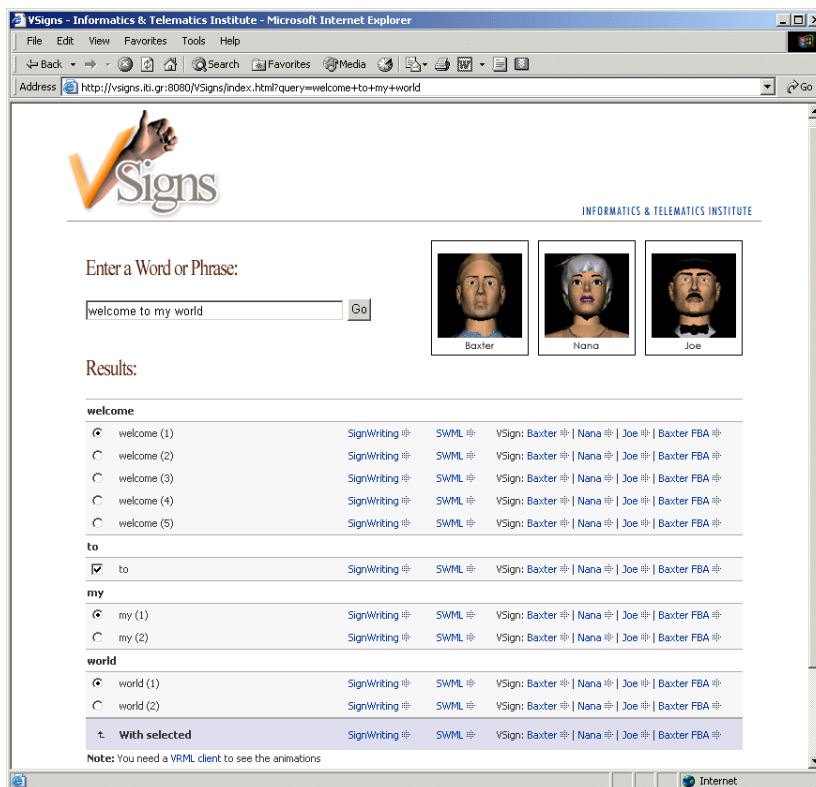 VSigns - Informatics & Telematics Institute - Microsoft Internet Explorer
File Edit View Favorites Tools Help
Back Search Favorites Media
Address http://vsigns.iti.gr:8080/VSigns/index.html?query=welcome+to+my+world Go
VSigns
INFORMATICS & TELEMATICS INSTITUTE
Enter a Word or Phrase:
welcome to my world Go
Baxter Nana Joe
Results:
welcome
welcome (1) SignWriting SWML VSign: Baxter | Nana | Joe | Baxter FBA
welcome (2) SignWriting SWML VSign: Baxter | Nana | Joe | Baxter FBA
welcome (3) SignWriting SWML VSign: Baxter | Nana | Joe | Baxter FBA
welcome (4) SignWriting SWML VSign: Baxter | Nana | Joe | Baxter FBA
welcome (5) SignWriting SWML VSign: Baxter | Nana | Joe | Baxter FBA
to
to SignWriting SWML VSign: Baxter | Nana | Joe | Baxter FBA
my
my (1) SignWriting SWML VSign: Baxter | Nana | Joe | Baxter FBA
my (2) SignWriting SWML VSign: Baxter | Nana | Joe | Baxter FBA
world
world (1) SignWriting SWML VSign: Baxter | Nana | Joe | Baxter FBA
world (2) SignWriting SWML VSign: Baxter | Nana | Joe | Baxter FBA
With selected SignWriting SWML VSign: Baxter | Nana | Joe | Baxter FBA
Note: You need a VRML client to see the animations
Internet